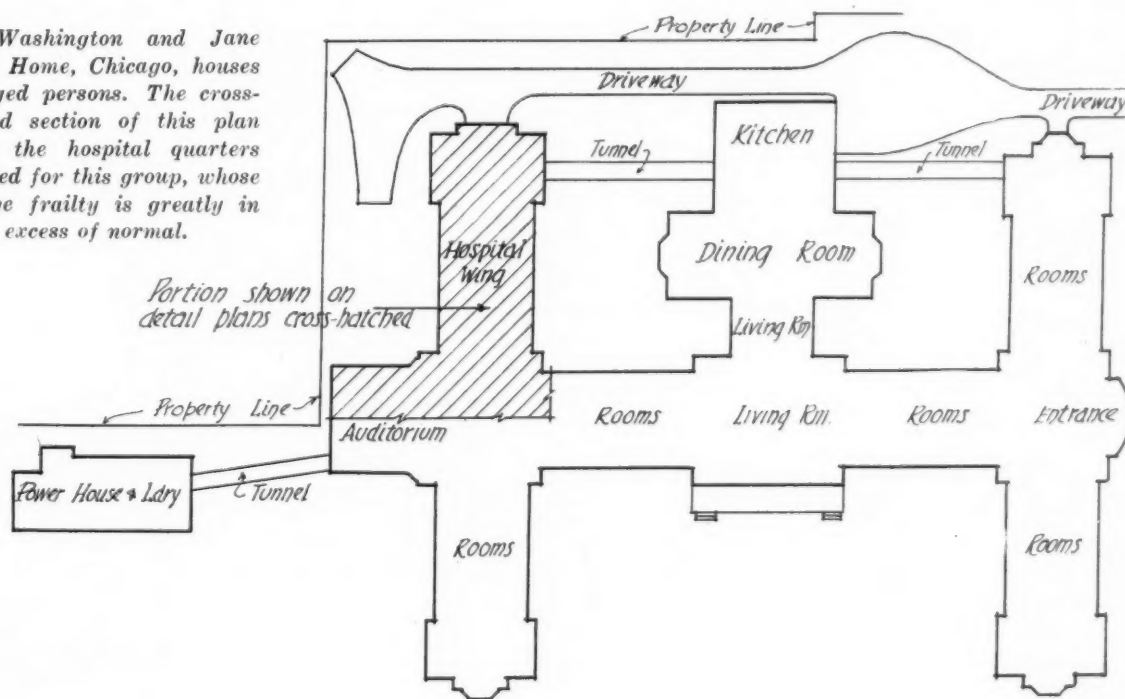 Washington and Jane
Home, Chicago, houses
ged persons. The cross-
d section of this plan
the hospital quarters
ed for this group, whose
e frailty is greatly in
excess of normal.
Property Line
Driveway
Driveway
Kitchen
Tunnel
Tunnel
Hospital
Wing
Dining Room
Rooms
Portion shown on
detail plans cross-hatched
Living Rm
Property Line
Auditorium
Rooms
Living Rm.
Rooms
Entrance
Power House & Ldry
Tunnel
Rooms
Rooms